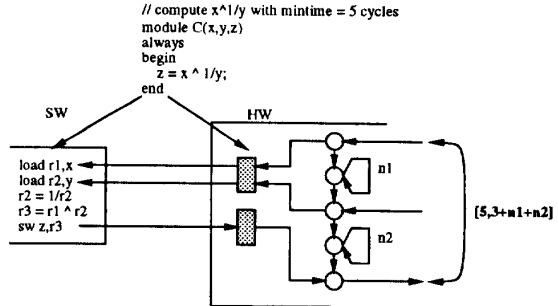 // compute x^1/y with mintime = 5 cycles
module C(x,y,z)
always
begin
z = x ^ 1/y;
end
SW
HW
load r1,x
load r2,y
r2 = 1/r2
r3 = r1 ^ r2
sw z,r3
n1
n2
[5,3+n1+n2]